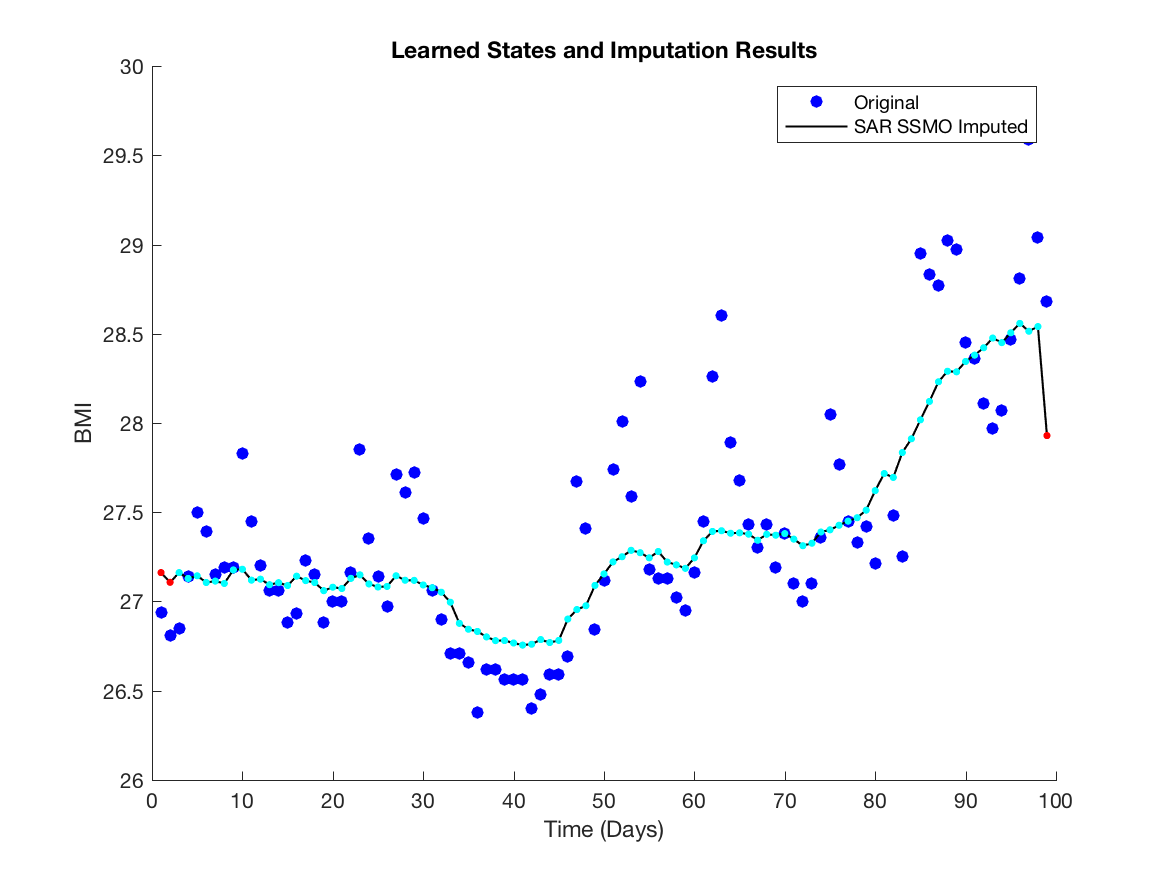 Learned States and Imputation Results
Original
SAR SSMO Imputed
30
29.5
29
28.5
28
27.5
27
26.5
26
BMI
0 10 20 30 40 50 60 70 80 90 100
Time (Days)